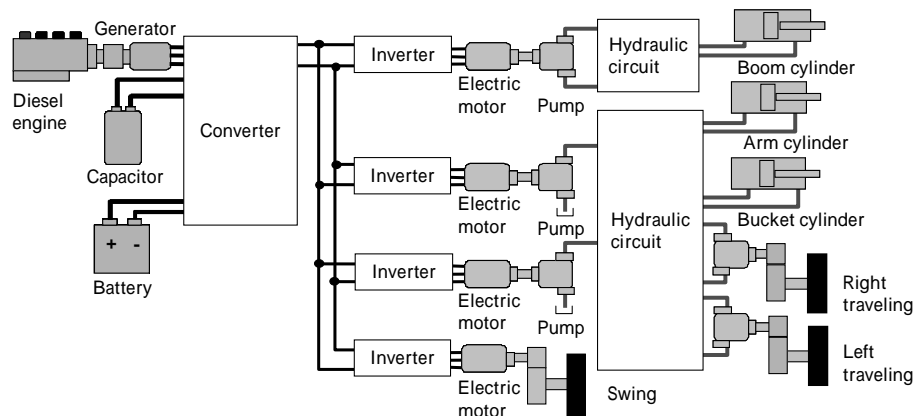 Generator
Diesel
engine
Capacitor
+ -
Battery
Converter
Inverter
Electric
motor
Pump
Hydraulic
circuit
Boom cylinder
Arm cylinder
Inverter
Electric
motor
Pump
Hydraulic
circuit
Bucket cylinder
Inverter
Electric
motor
Pump
Right
traveling
Inverter
Electric
motor
Swing
Left
traveling